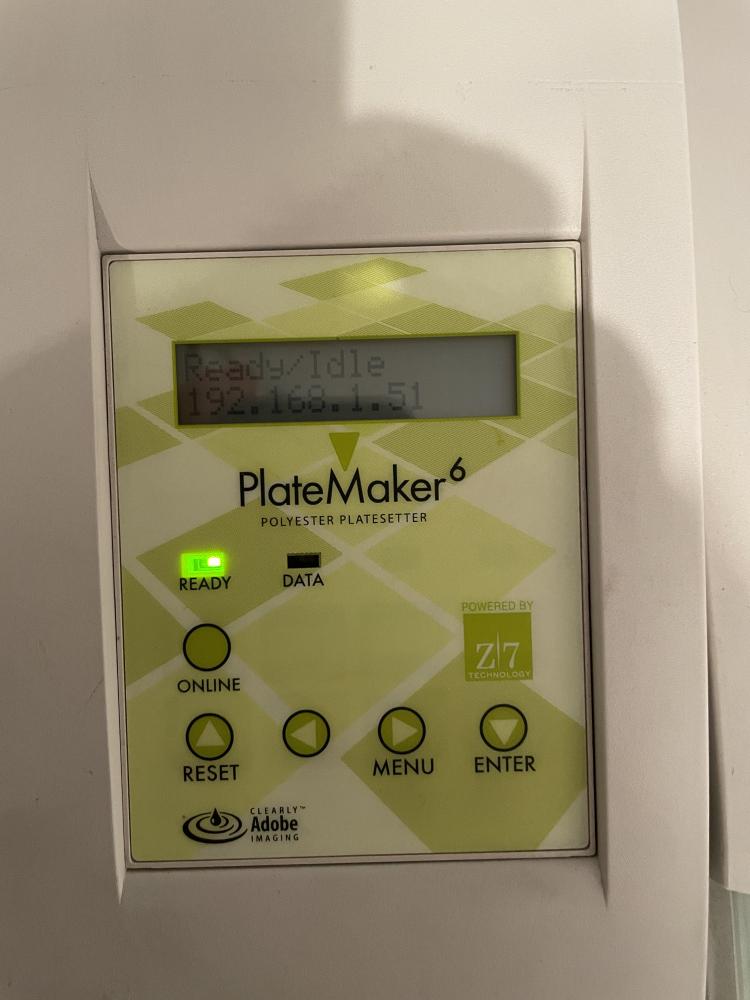 Ready/Idle
192.168.1.51
PlateMaker6
POLYESTER PLATESETTER
READY
DATA
POWERED BY
Z7
TECHNOLOGY
ONLINE
RESET
MENU
ENTER
CLEARLY™
Adobe
IMAGING